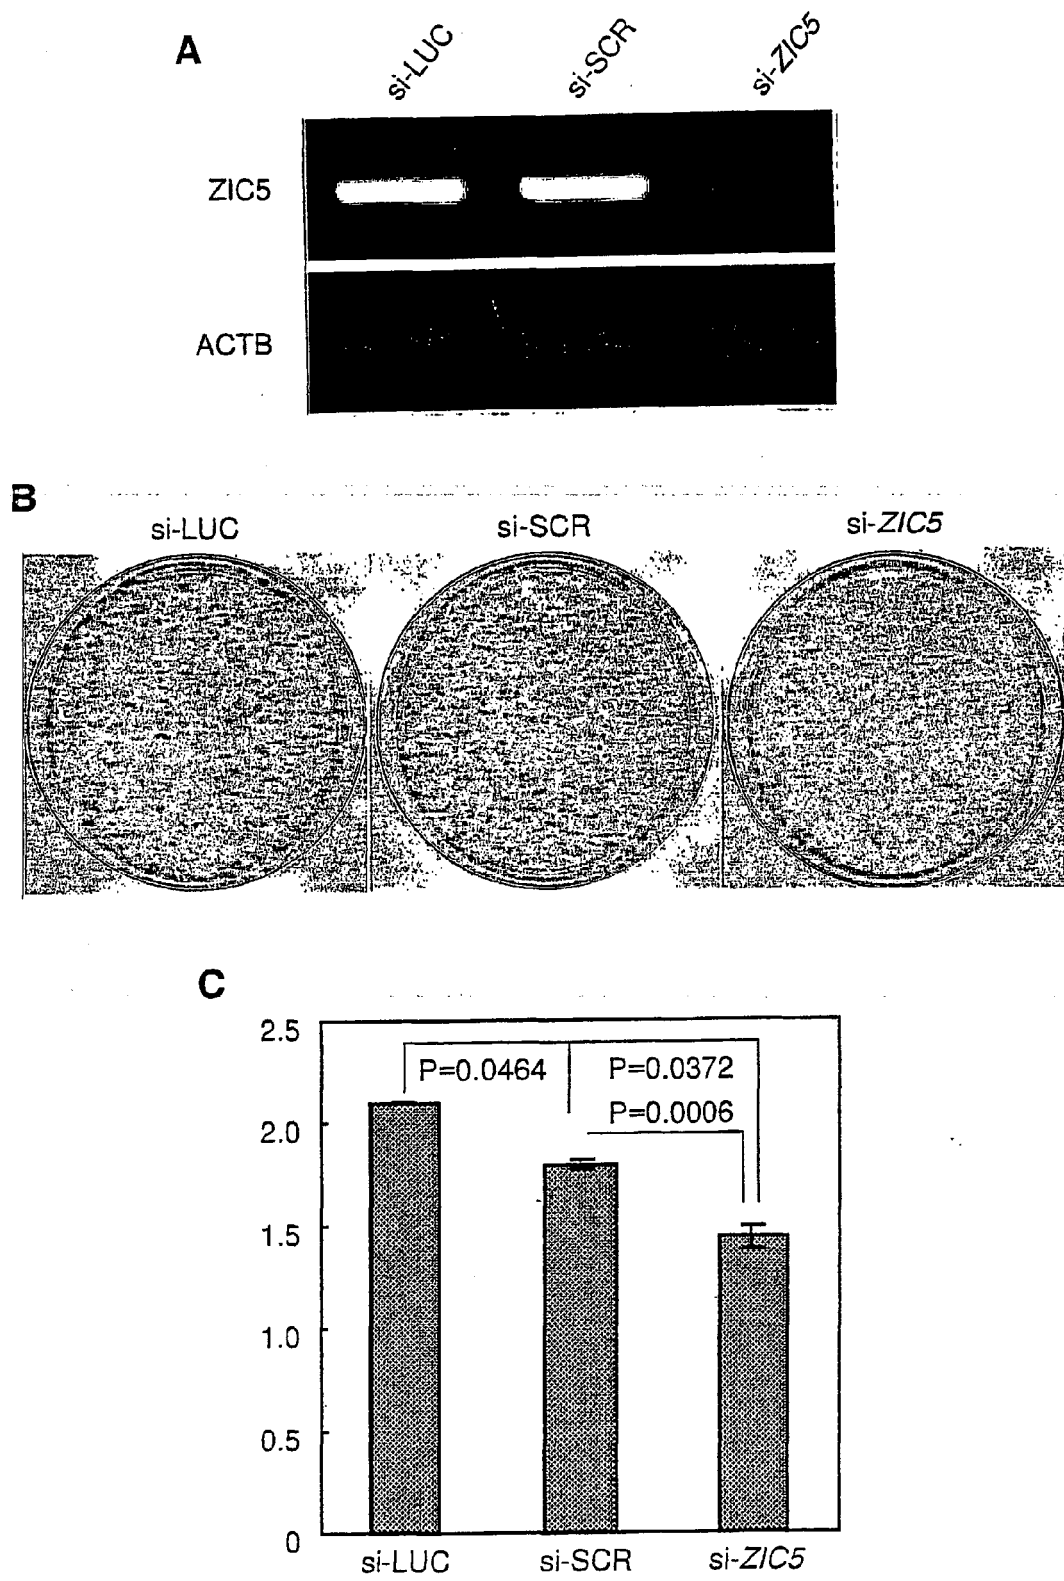 A
si-LUC
si-SCR
si-ZIC5
ZIC5
ACTB
B
si-LUC
si-SCR
si-ZIC5
C
2.5
2.0
1.5
1.0
0.5
0
P=0.0464
P=0.0372
P=0.0006
si-LUC
si-SCR
si-ZIC5